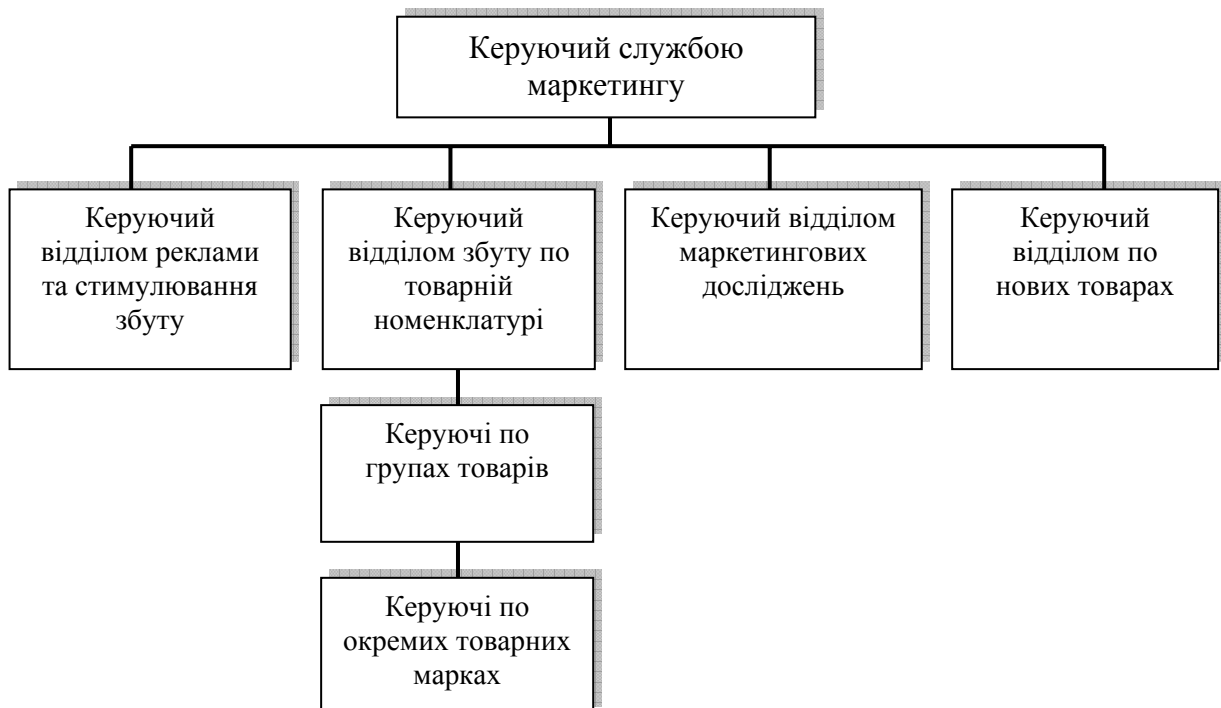 Керуючий службою
маркетингу
Керуючий
відділом реклами
та стимулювання
збуту
Керуючий
відділом збуту по
товарній
номенклатурі
Керуючий відділом
маркетингових
досліджень
Керуючий
відділом по
нових товарах
Керуючі по
групах товарів
Керуючі по
окремих товарних
марках